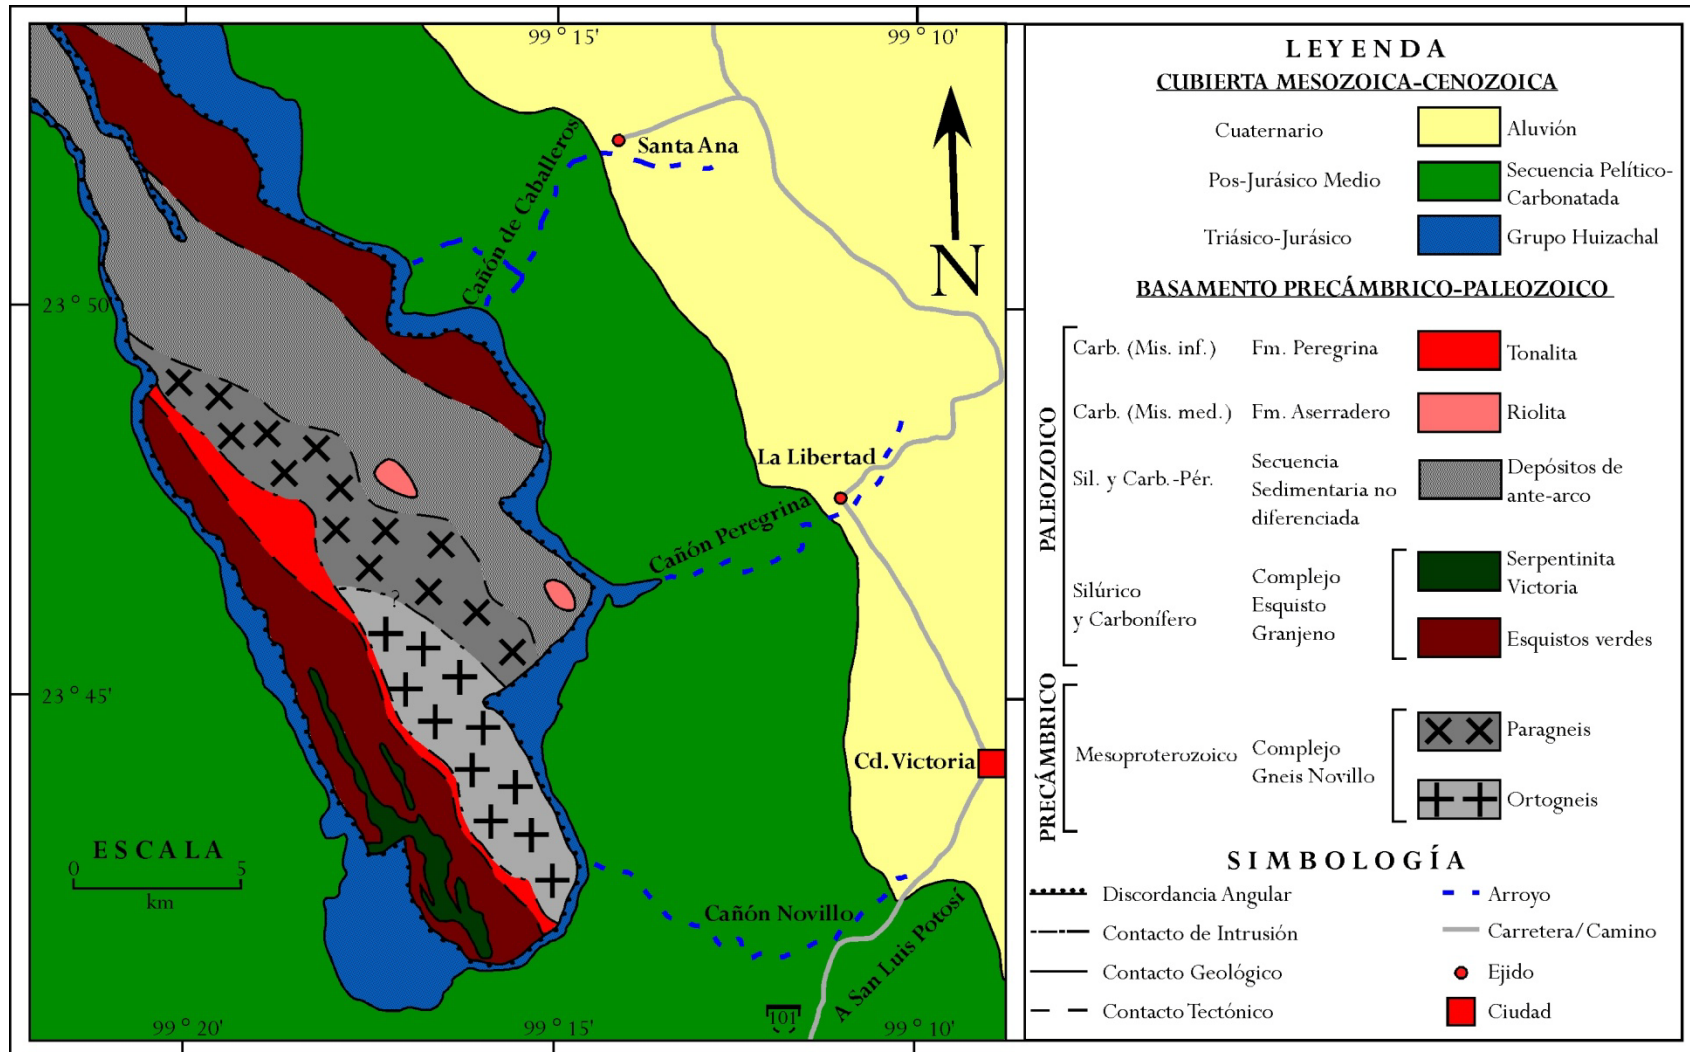 99° 15'
99° 10'
Santa Ana
Cañón de Caballeros
N
23° 50'
La Libertad
Cañón Peregrina
?
23° 45'
Cd. Victoria
ESCALA
0 5
km
Cañón Novillo
A San Luis Potosí
101
99° 20'
99° 15'
99° 10'
LEYENDA
CUBIERTA MESOZOICA-CENOZOICA
Cuaternario Aluvión
Pos-Jurásico Medio Secuencia Pelítico-
Carbonatada
Triásico-Jurásico Grupo Huizachal
BASAMENTO PRECÁMBRICO-PALEOZOICO
PALEOZOICO
Carb. (Mis. inf.) Fm. Peregrina Tonalita
Carb. (Mis. med.) Fm. Aserradero Riolita
Sil. y Carb.-Pér. Secuencia
Sedimentaria no
diferenciada
Depósitos de
ante-arco
Silúrico
y Carbonífero
Complejo
Esquisto
Granjeno
Serpentinita
Victoria
Esquistos verdes
PRECÁMBRICO
Mesoproterozoico
Complejo
Gneis Novillo
Paragneis
Ortogneis
SIMBOLOGÍA
Discordancia Angular Arroyo
Contacto de Intrusión Carretera/Camino
Contacto Geológico Ejido
Contacto Tectónico Ciudad